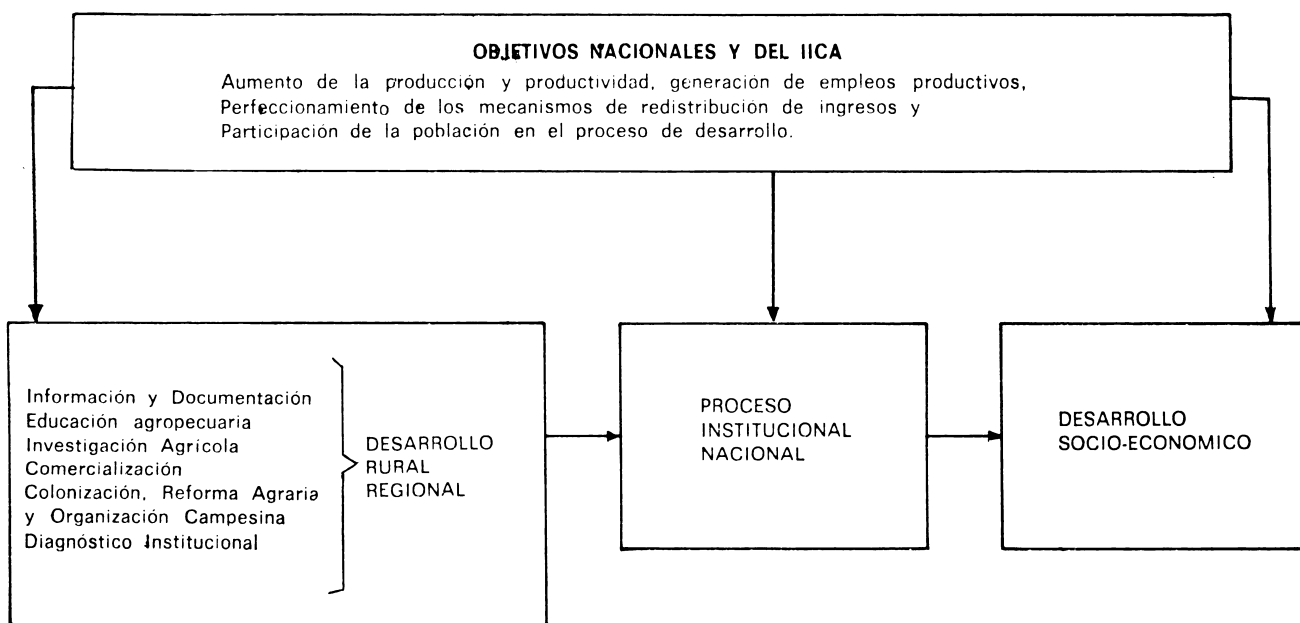 OBJETIVOS NACIONALES Y DEL IICA
Aumento de la producción y productividad, generación de empleos productivos,
Perfeccionamiento de los mecanismos de redistribución de ingresos y
Participación de la población en el proceso de desarrollo.
Información y Documentación
Educación agropecuaria
Investigación Agrícola
Comercialización
Colonización, Reforma Agraria
y Organización Campesina
Diagnóstico Institucional
DESARROLLO
RURAL
REGIONAL
PROCESO
INSTITUCIONAL
NACIONAL
DESARROLLO
SOCIO-ECONOMICO